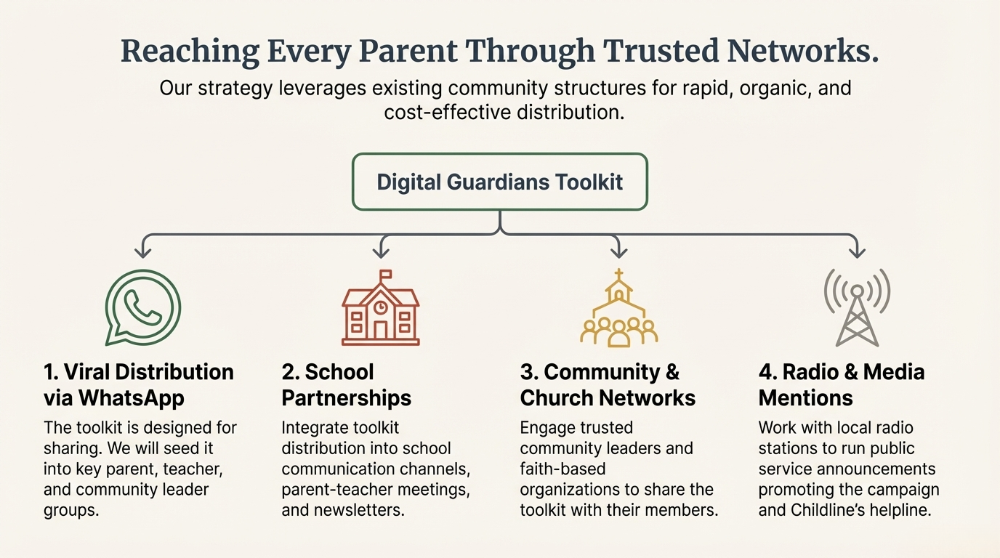 Reaching Every Parent Through Trusted Networks.
Our strategy leverages existing community structures for rapid, organic, and
cost-effective distribution.
Digital Guardians Toolkit
1. Viral Distribution
via WhatsApp
The toolkit is designed for
sharing. We will seed it
into key parent, teacher,
and community leader
groups.
2. School
Partnerships
Integrate toolkit
distribution into school
communication channels,
parent-teacher meetings,
and newsletters.
3. Community &
Church Networks
Engage trusted
community leaders and
faith-based
organizations to share the
toolkit with their members.
4. Radio & Media
Mentions
Work with local radio
stations to run public
service announcements
promoting the campaign
and Childline's helpline.